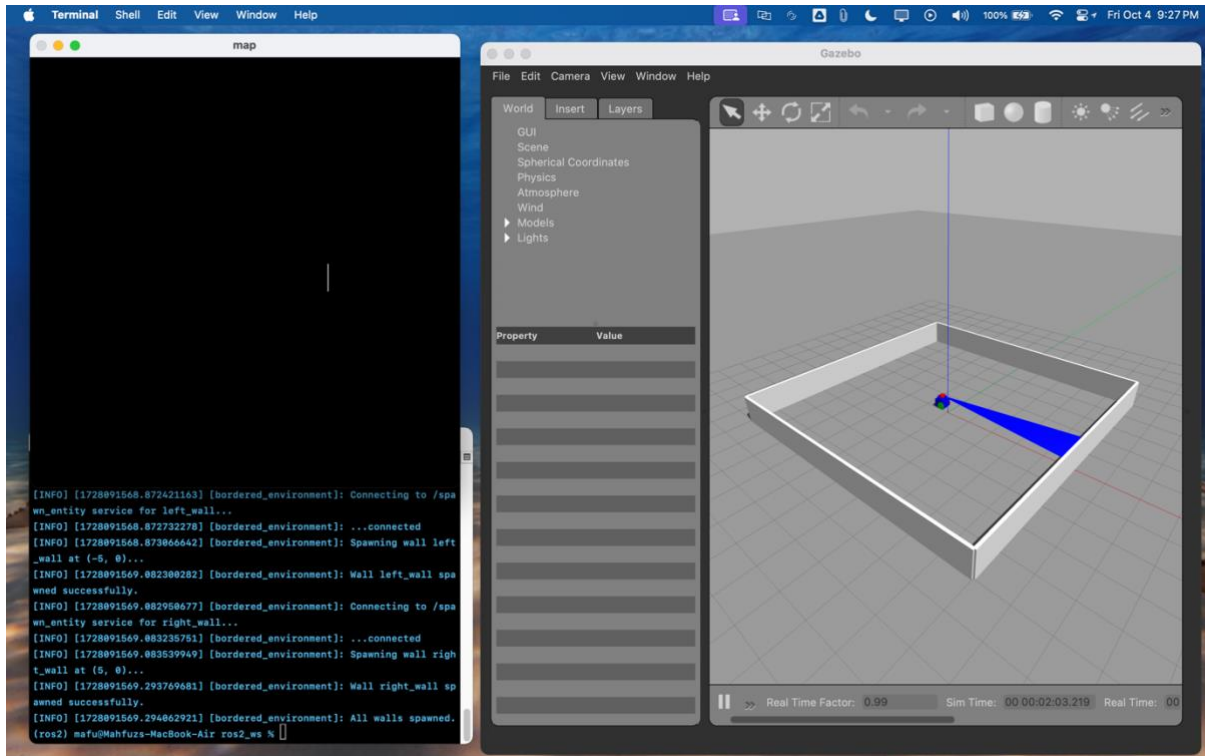 Terminal Shell Edit View Window Help
100% Fri Oct 4 9:27 PM
map
[INFO] [1728091568.872421163] [bordered_environment]: Connecting to /spa
wn_entity service for left_wall...
[INFO] [1728091568.872732278] [bordered_environment]: ...connected
[INFO] [1728091568.873066642] [bordered_environment]: Spawning wall left
_wall at (-5, 0)...
[INFO] [1728091569.082300282] [bordered_environment]: Wall left_wall spa
wned successfully.
[INFO] [1728091569.082950677] [bordered_environment]: Connecting to /spa
wn_entity service for right_wall...
[INFO] [1728091569.083235751] [bordered_environment]: ...connected
[INFO] [1728091569.083539949] [bordered_environment]: Spawning wall righ
t_wall at (5, 0)...
[INFO] [1728091569.293769681] [bordered_environment]: Wall right_wall sp
awned successfully.
[INFO] [1728091569.294062921] [bordered_environment]: All walls spawned.
(ros2) mafu@Mahfuzs-MacBook-Air ros2_ws %
Gazebo
File Edit Camera View Window Help
World Insert Layers
GUI
Scene
Spherical Coordinates
Physics
Atmosphere
Wind
Models
Lights
Property Value
Real Time Factor: 0.99 Sim Time: 00 00:02:03.219 Real Time: 00